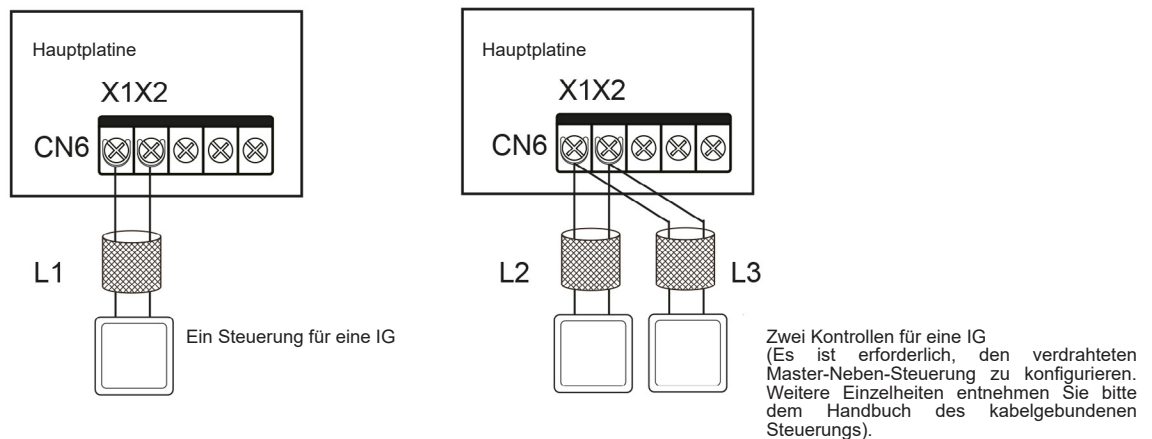 Hauptplatine
X1X2
CN6
L1
Ein Steuerung für eine IG
Hauptplatine
X1X2
CN6
L2
L3
Zwei Kontrollen für eine IG
(Es ist erforderlich, den verdrahteten
Master-Neben-Steuerung zu konfigurieren.
Weitere Einzelheiten entnehmen Sie bitte
dem Handbuch des kabelgebundenen
Steuerungs).